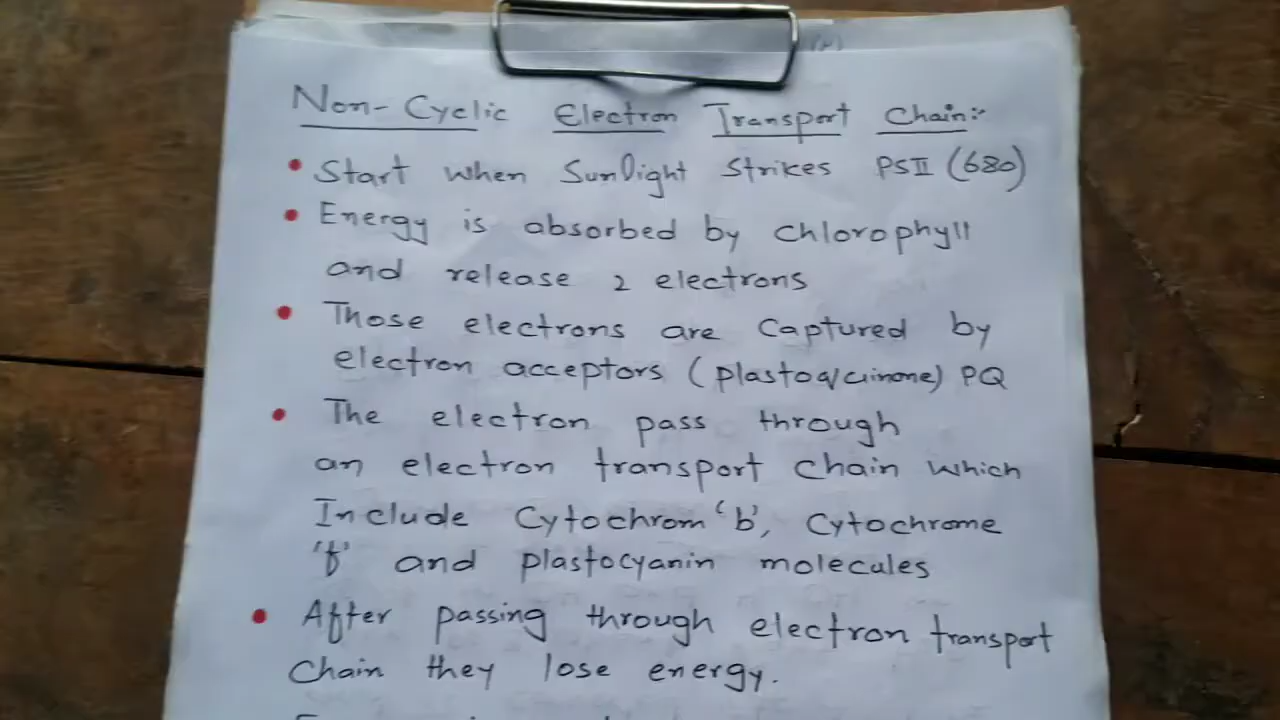 Non-Cyclic Electron Transport Chain:-
• Start when Sunlight Strikes PSII (680)
• Energy is absorbed by chlorophyll
and release 2 electrons
• Those electrons are captured by
electron acceptors (plastoq/cinone) PQ
• The electron pass through
an electron transport chain which
Include Cytochrom 'b', Cytochrome
'f' and plastocyanin molecules
• After passing through electron transport
Chain they lose energy.